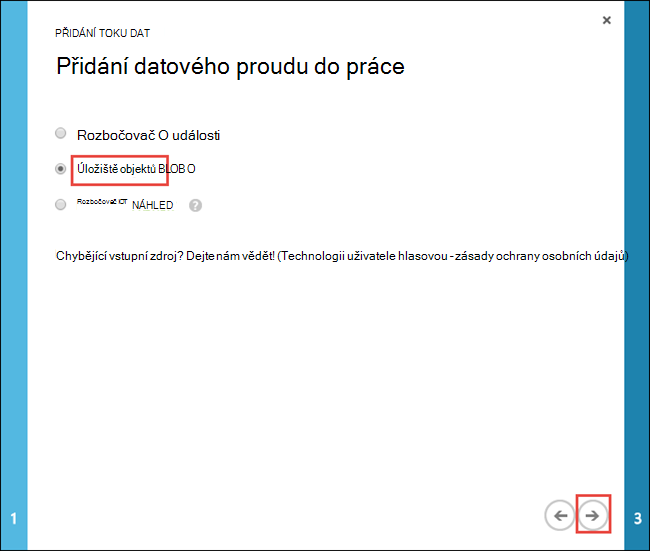 PŘIDÁNÍ TOKU DAT
Přidání datového proudu do práce
Rozbočovač O události
Úložiště objektů BLOB O
Rozbočovač IOT NÁHLED ?
Chybějící vstupní zdroj? Dejte nám vědět! (Technologii uživatele hlasovou - zásady ochrany osobních údajů)
1
3